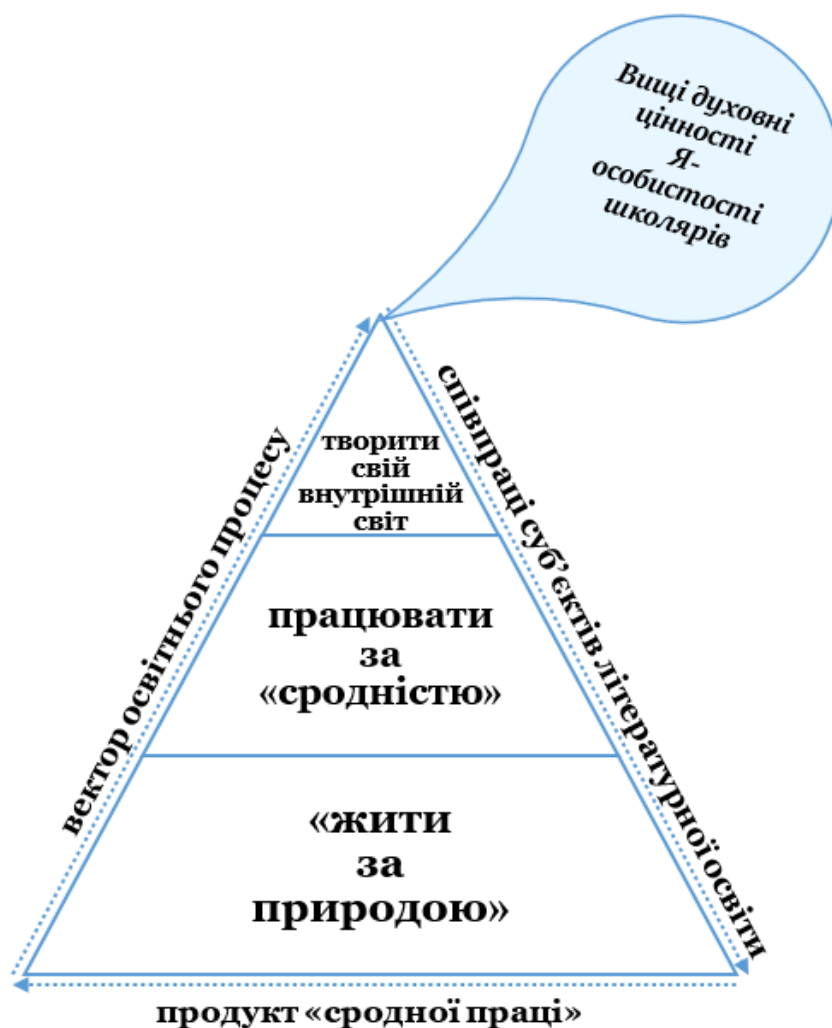 Вищі духовні
цінності
Я-
особистості
школярів
вектор освітнього процесу
співпраці суб’єктів літературної освіти
творити
свій
внутрішній
світ
працювати
за
«сродністю»
«жити
за
природою»
продукт «сродної праці»